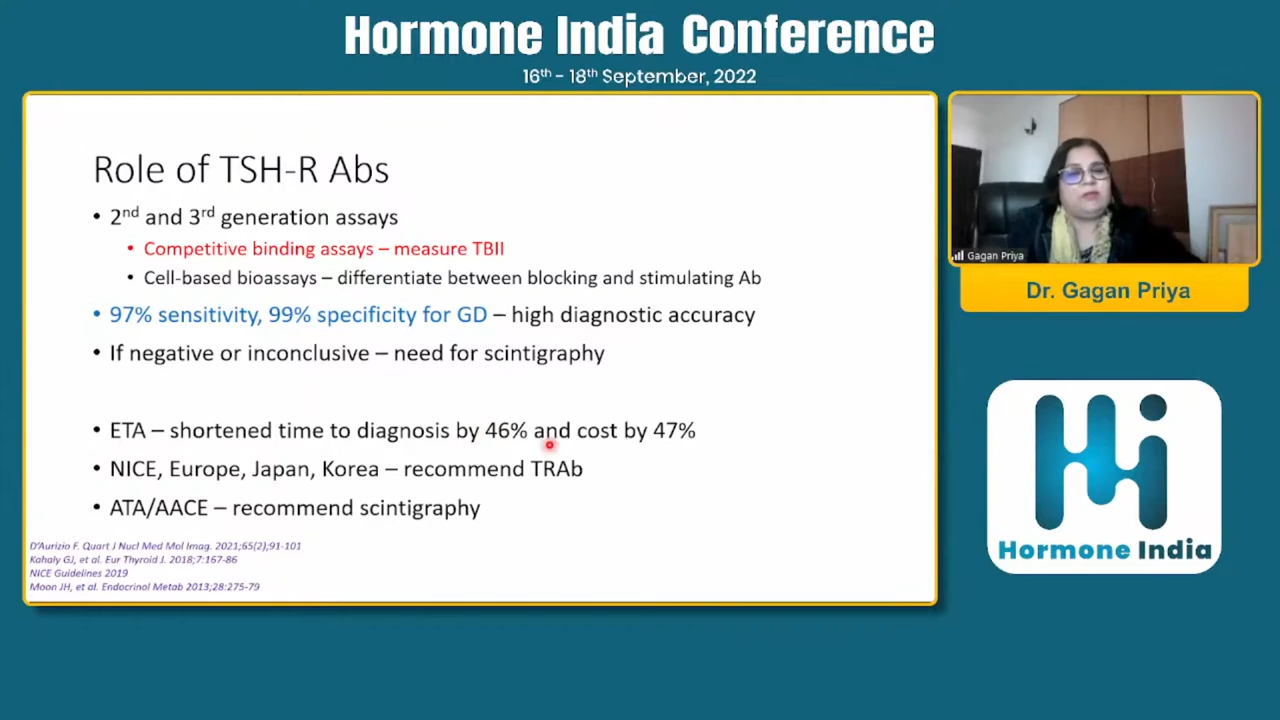 Hormone India Conference
16th - 18th September, 2022
Role of TSH-R Abs
• 2nd and 3rd generation assays
• Competitive binding assays – measure TBII
• Cell-based bioassays – differentiate between blocking and stimulating Ab
• 97% sensitivity, 99% specificity for GD – high diagnostic accuracy
• If negative or inconclusive – need for scintigraphy
• ETA – shortened time to diagnosis by 46% and cost by 47%
• NICE, Europe, Japan, Korea – recommend TRAb
• ATA/AACE – recommend scintigraphy
D'Aurizio F. Quart J Nucl Med Mol Imag. 2021;65(2);91-101
Kahaly GJ, et al. Eur Thyroid J. 2018;7:167-86
NICE Guidelines 2019
Moon JH, et al. Endocrinol Metab 2013;28:275-79
Gagan Priya
Dr. Gagan Priya
Hi
Hormone India